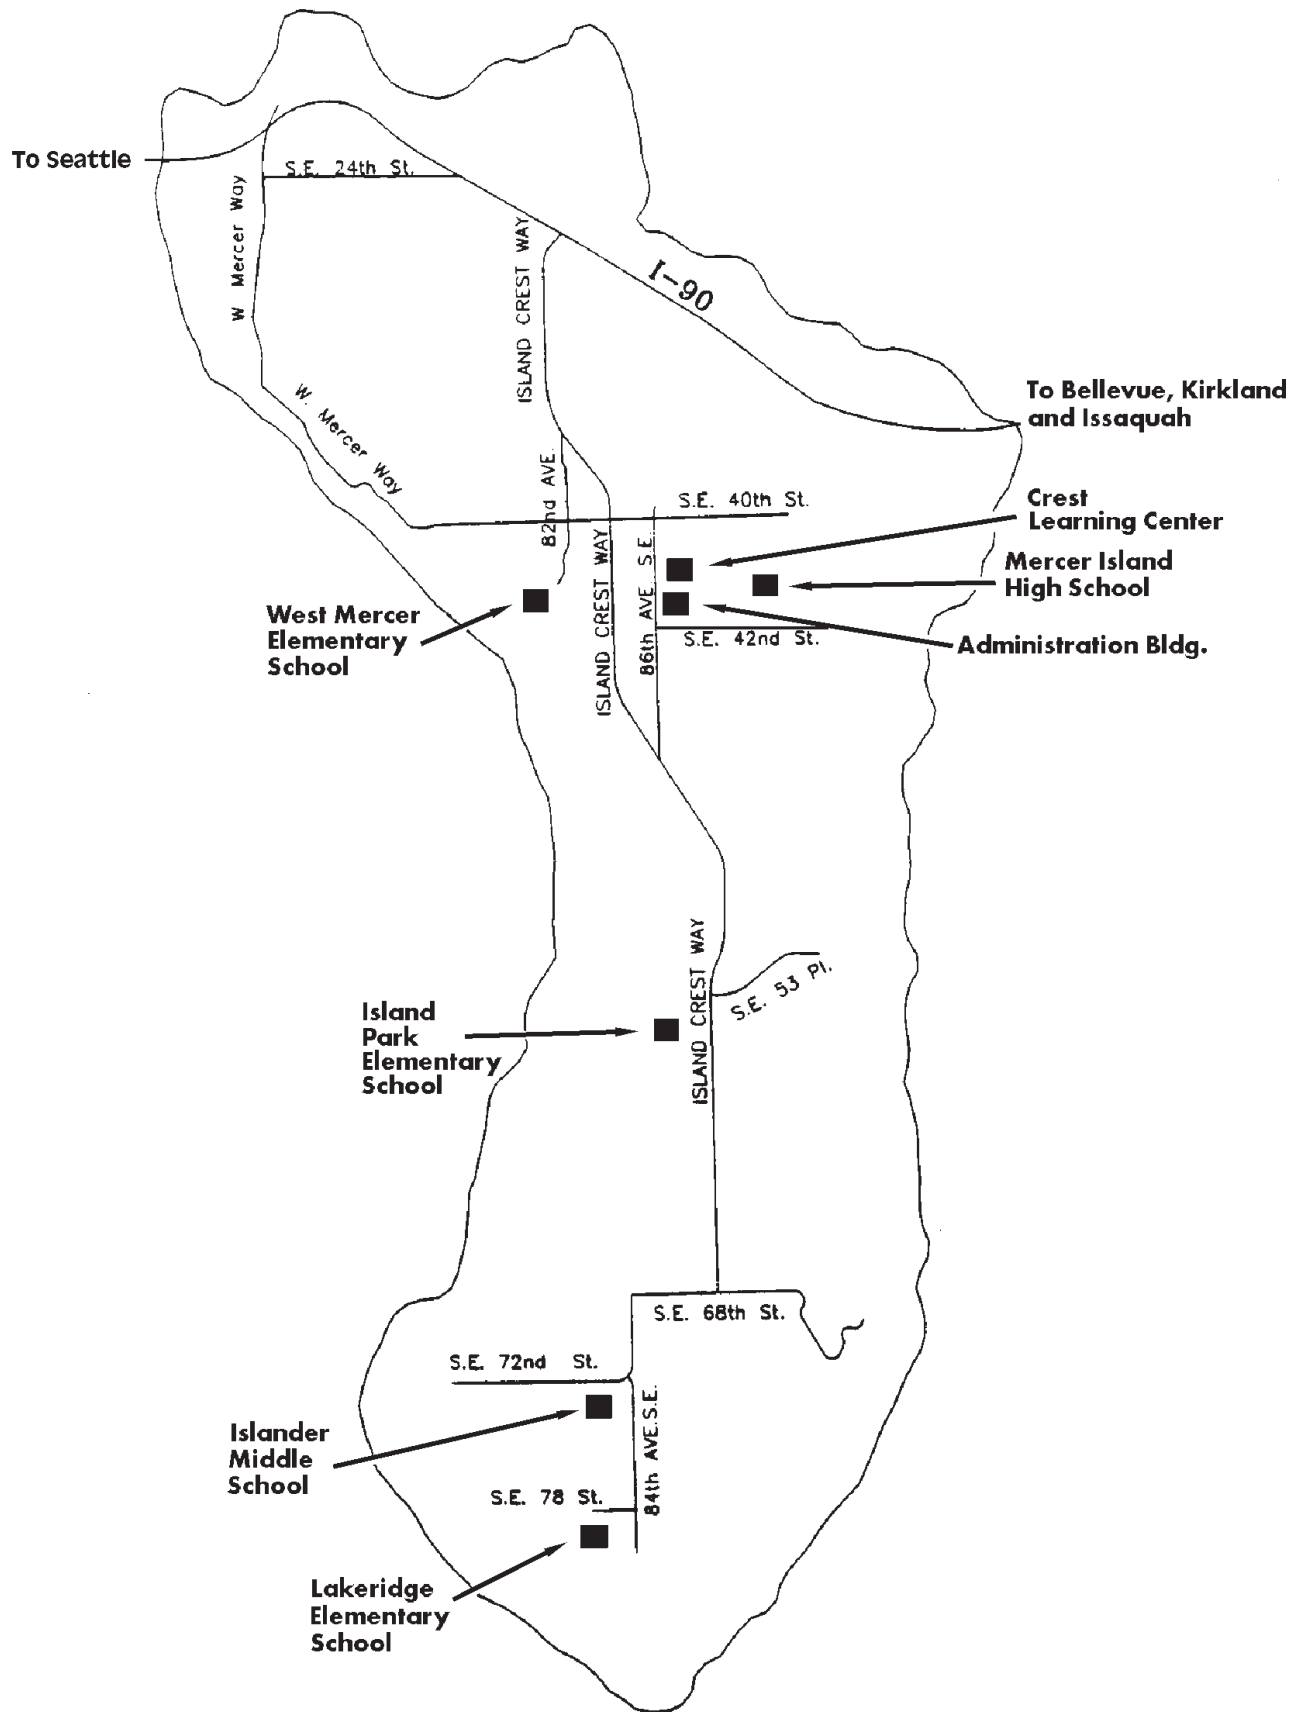 To Seattle
S.E. 24th St.
W Mercer Way
ISLAND CREST WAY
I-90
To Bellevue, Kirkland
and Issaquah
W. Mercer Way
82nd AVE.
S.E. 40th St.
Crest
Learning Center
ISLAND CREST WAY
86th AVE S.E.
Mercer Island
High School
West Mercer
Elementary
School
S.E. 42nd St.
Administration Bldg.
ISLAND CREST WAY
S.E. 53 Pl.
Island
Park
Elementary
School
S.E. 68th St.
S.E. 72nd St.
84th AVE.S.E.
Islander
Middle
School
S.E. 78 St.
Lakeridge
Elementary
School